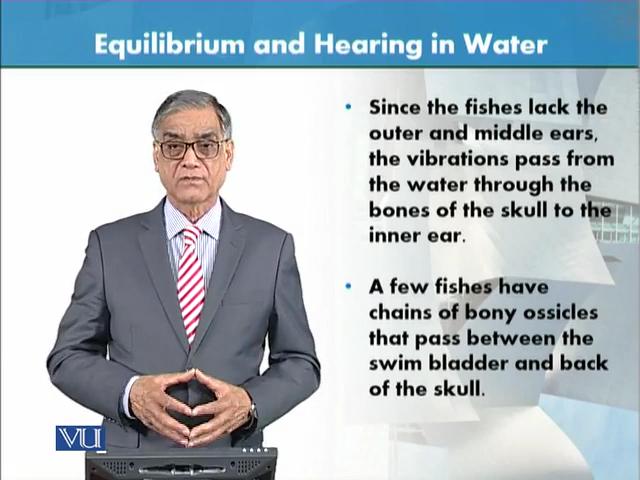 Equilibrium and Hearing in Water
• Since the fishes lack the
outer and middle ears,
the vibrations pass from
the water through the
bones of the skull to the
inner ear.
• A few fishes have
chains of bony ossicles
that pass between the
swim bladder and back
of the skull.
VU